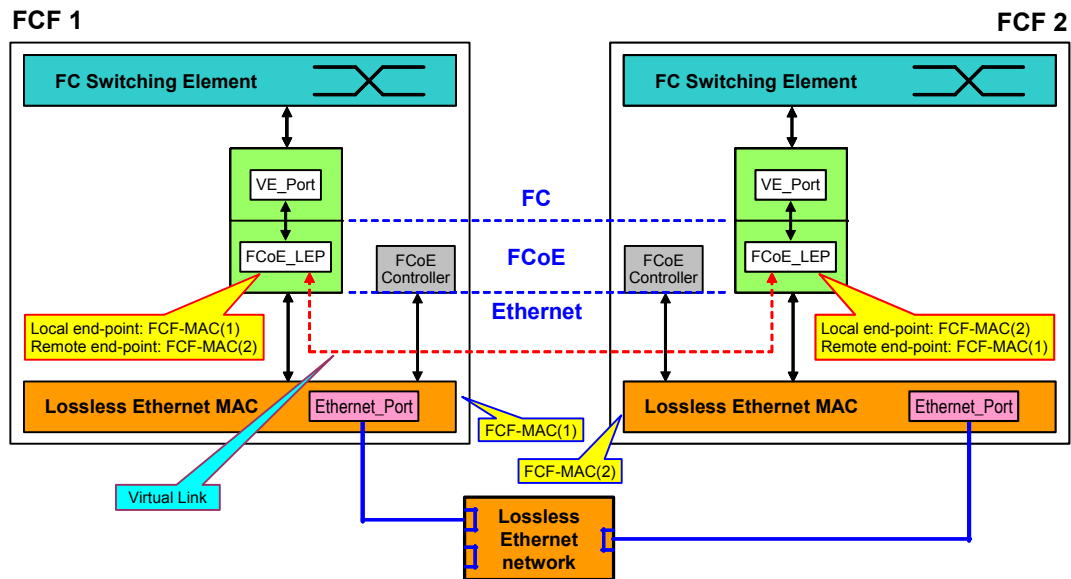 FCF 1
FCF 2
FC Switching Element
FC Switching Element
VE_Port
VE_Port
FC
FCoE_LEP
FCoE
Controller
FCoE
FCoE
Controller
FCoE_LEP
Ethernet
Local end-point: FCF-MAC(1)
Remote end-point: FCF-MAC(2)
Local end-point: FCF-MAC(2)
Remote end-point: FCF-MAC(1)
Lossless Ethernet MAC
Ethernet_Port
Lossless Ethernet MAC
Ethernet_Port
FCF-MAC(1)
FCF-MAC(2)
Virtual Link
Lossless
Ethernet
network